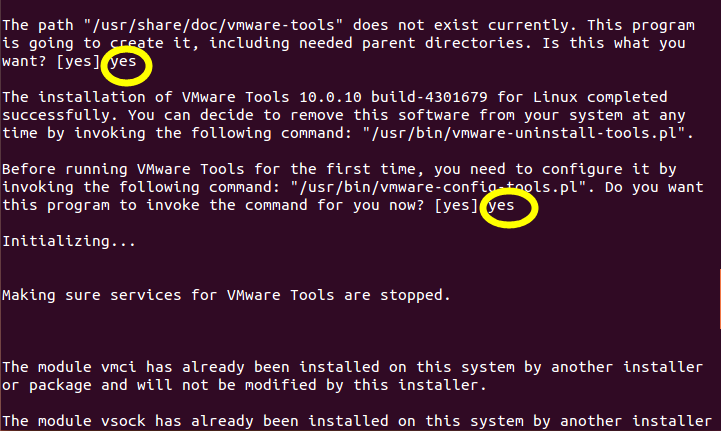 The path "/usr/share/doc/vmware-tools" does not exist currently. This program
is going to create it, including needed parent directories. Is this what you
want? [yes] yes
The installation of VMware Tools 10.0.10 build-4301679 for Linux completed
successfully. You can decide to remove this software from your system at any
time by invoking the following command: "/usr/bin/vmware-uninstall-tools.pl".
Before running VMware Tools for the first time, you need to configure it by
invoking the following command: "/usr/bin/vmware-config-tools.pl". Do you want
this program to invoke the command for you now? [yes] yes
Initializing...
Making sure services for VMware Tools are stopped.
The module vmci has already been installed on this system by another installer
or package and will not be modified by this installer.
The module vsock has already been installed on this system by another installer